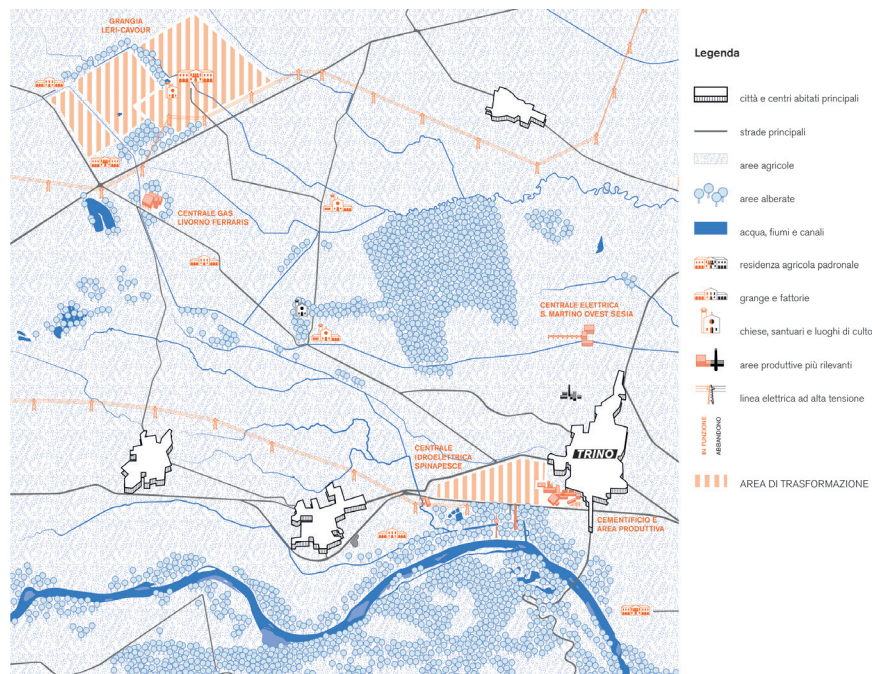 GRANGIA
LERI-CAVOUR
CENTRALE GAS
LIVORNO FERRARIS
CENTRALE ELETTRICA
S. MARTINO OVEST SESIA
CENTRALE
IDROELETTRICA
SPINAPESCE
TRINO
CEMENTIFICIO E
AREA PRODUTTIVA
Legenda
città e centri abitati principali
strade principali
aree agricole
aree alberate
acqua, fiumi e canali
residenza agricola padronale
grange e fattorie
chiese, santuari e luoghi di culto
aree produttive più rilevanti
linea elettrica ad alta tensione
IN FUNZIONE
ABBANDONO
AREA DI TRASFORMAZIONE